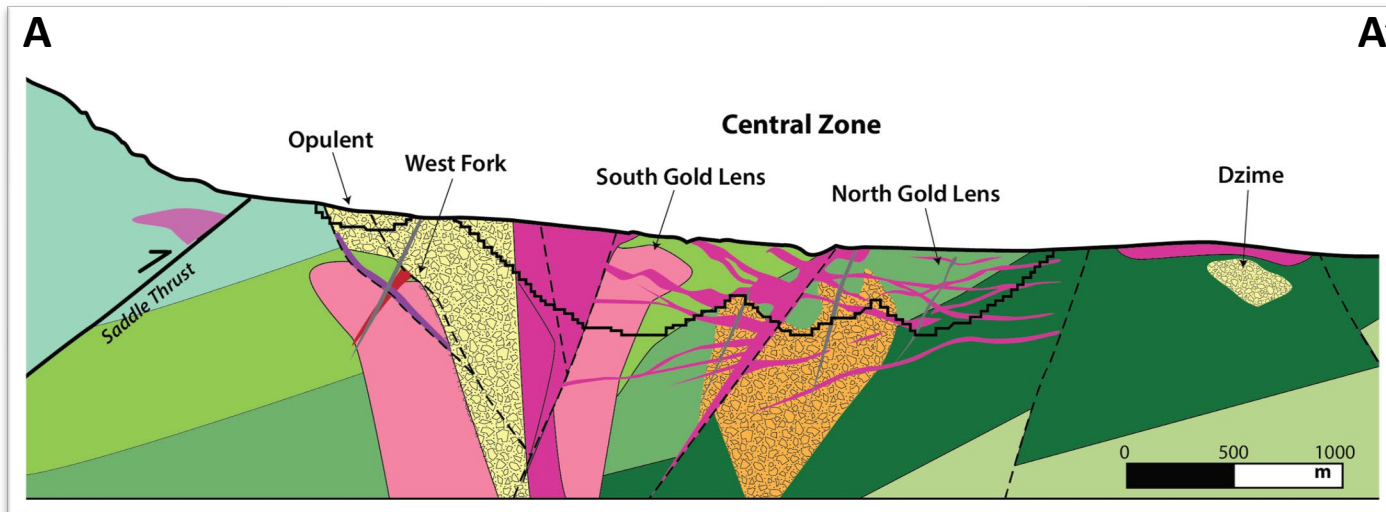 A
A'
Central Zone
Opulent
West Fork
South Gold Lens
North Gold Lens
Dzime
Saddle Thrust
0 500 1000
m